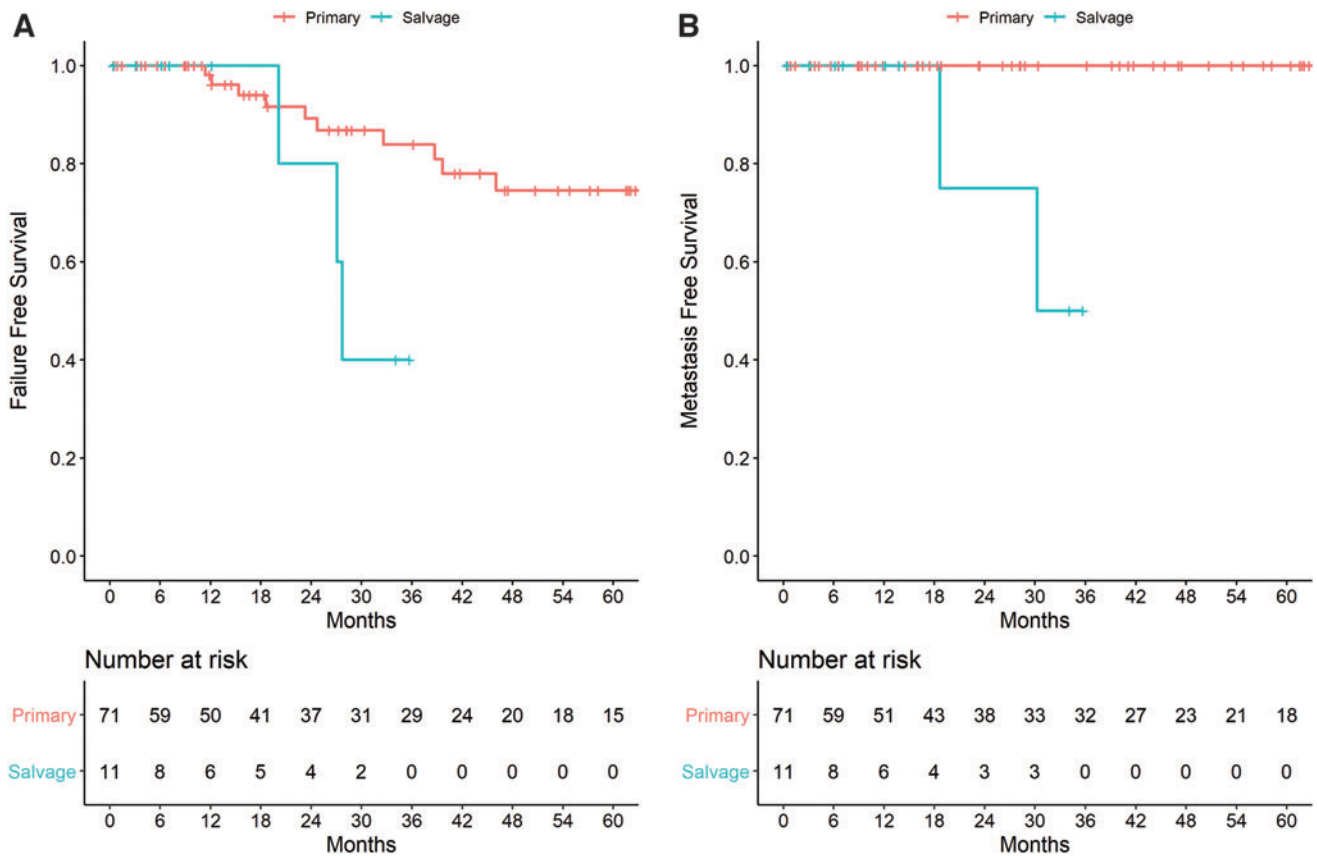 A
Primary Salvage
Failure Free Survival
1.0
0.8
0.6
0.4
0.2
0.0
0 6 12 18 24 30 36 42 48 54 60
Months
Number at risk
Primary 71 59 50 41 37 31 29 24 20 18 15
Salvage 11 8 6 5 4 2 0 0 0 0 0
0 6 12 18 24 30 36 42 48 54 60
Months
B
Primary Salvage
Metastasis Free Survival
1.0
0.8
0.6
0.4
0.2
0.0
0 6 12 18 24 30 36 42 48 54 60
Months
Number at risk
Primary 71 59 51 43 38 33 32 27 23 21 18
Salvage 11 8 6 4 3 3 0 0 0 0 0
0 6 12 18 24 30 36 42 48 54 60
Months